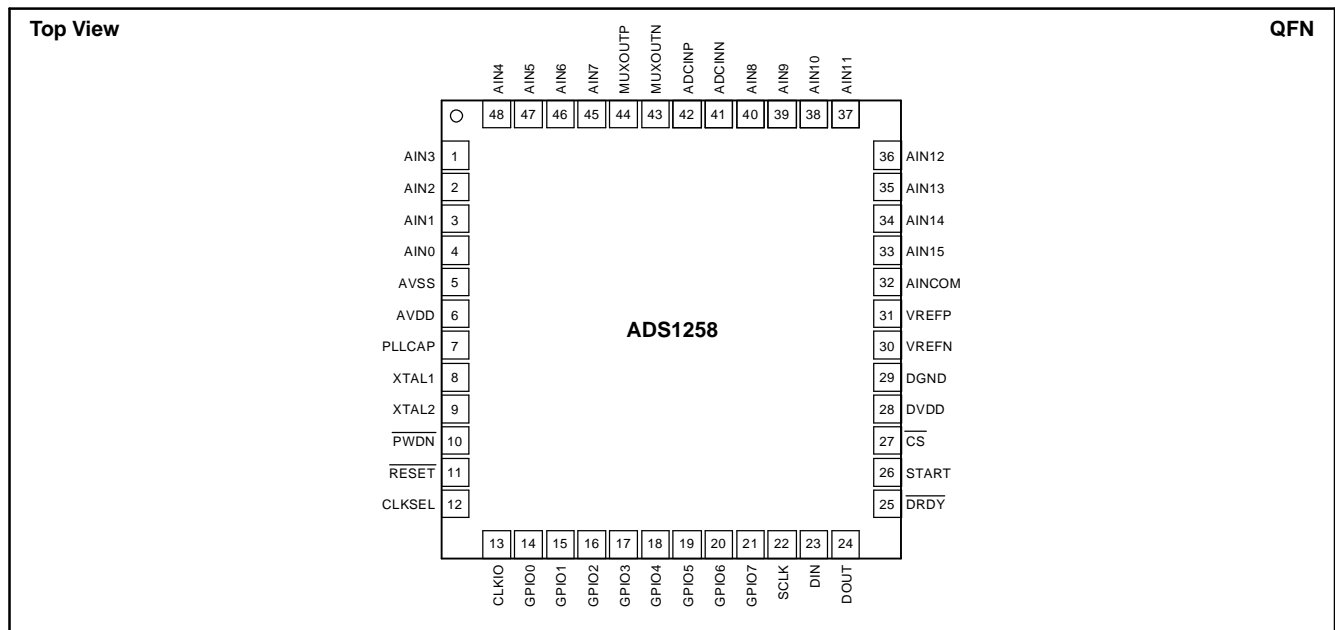 Top View
QFN
AIN4 AIN5 AIN6 AIN7 MUXOUTP MUXOUTN ADCINP ADCINN AIN8 AIN9 AIN10 AIN11
48 47 46 45 44 43 42 41 40 39 38 37
AIN3 1 36 AIN12
AIN2 2 35 AIN13
AIN1 3 34 AIN14
AIN0 4 33 AIN15
AVSS 5 32 AINCOM
AVDD 6 31 VREFP
ADS1258
PLLCAP 7 30 VREFN
XTAL1 8 29 DGND
XTAL2 9 28 DVDD
PWDN 10 27 CS
RESET 11 26 START
CLKSEL 12 25 DRDY
13 14 15 16 17 18 19 20 21 22 23 24
CLKIO GPIO0 GPIO1 GPIO2 GPIO3 GPIO4 GPIO5 GPIO6 GPIO7 SCLK DIN DOUT